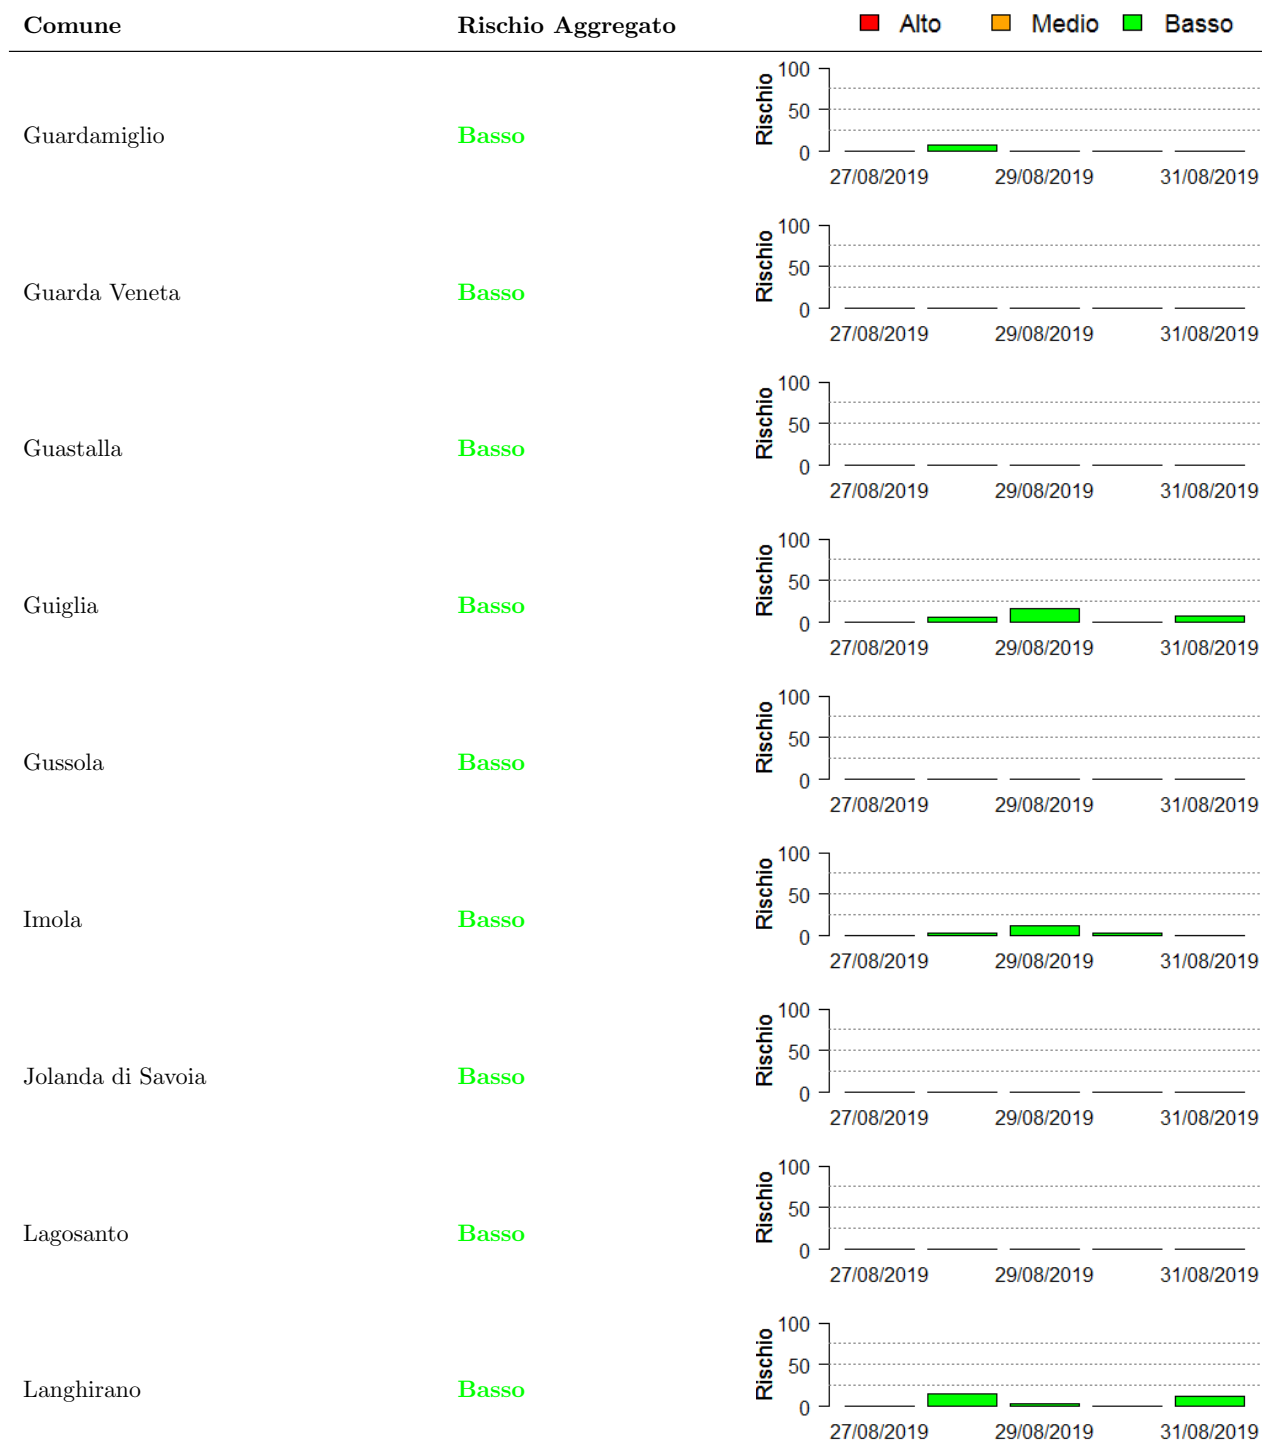 Comune Rischio Aggregato Alto Medio Basso
100
50
0
Rischio
Guardamiglio Basso
27/08/2019 29/08/2019 31/08/2019
100
50
0
Rischio
Guarda Veneta Basso
27/08/2019 29/08/2019 31/08/2019
100
50
0
Rischio
Guastalla Basso
27/08/2019 29/08/2019 31/08/2019
100
50
0
Rischio
Guiglia Basso
27/08/2019 29/08/2019 31/08/2019
100
50
0
Rischio
Gussola Basso
27/08/2019 29/08/2019 31/08/2019
100
50
0
Rischio
Imola Basso
27/08/2019 29/08/2019 31/08/2019
100
50
0
Rischio
Jolanda di Savoia Basso
27/08/2019 29/08/2019 31/08/2019
100
50
0
Rischio
Lagosanto Basso
27/08/2019 29/08/2019 31/08/2019
100
50
0
Rischio
Langhirano Basso
27/08/2019 29/08/2019 31/08/2019